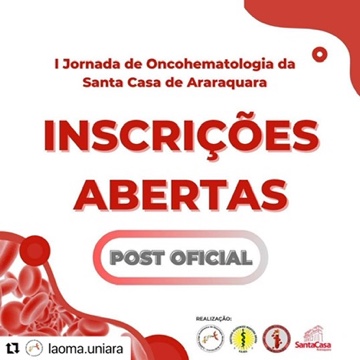 I Jornada de Oncohematologia da
Santa Casa de Araraquara
INSCRIÇÕES
ABERTAS
POST OFICIAL
REALIZAÇÃO:
SantaCasa
laoma.uniara